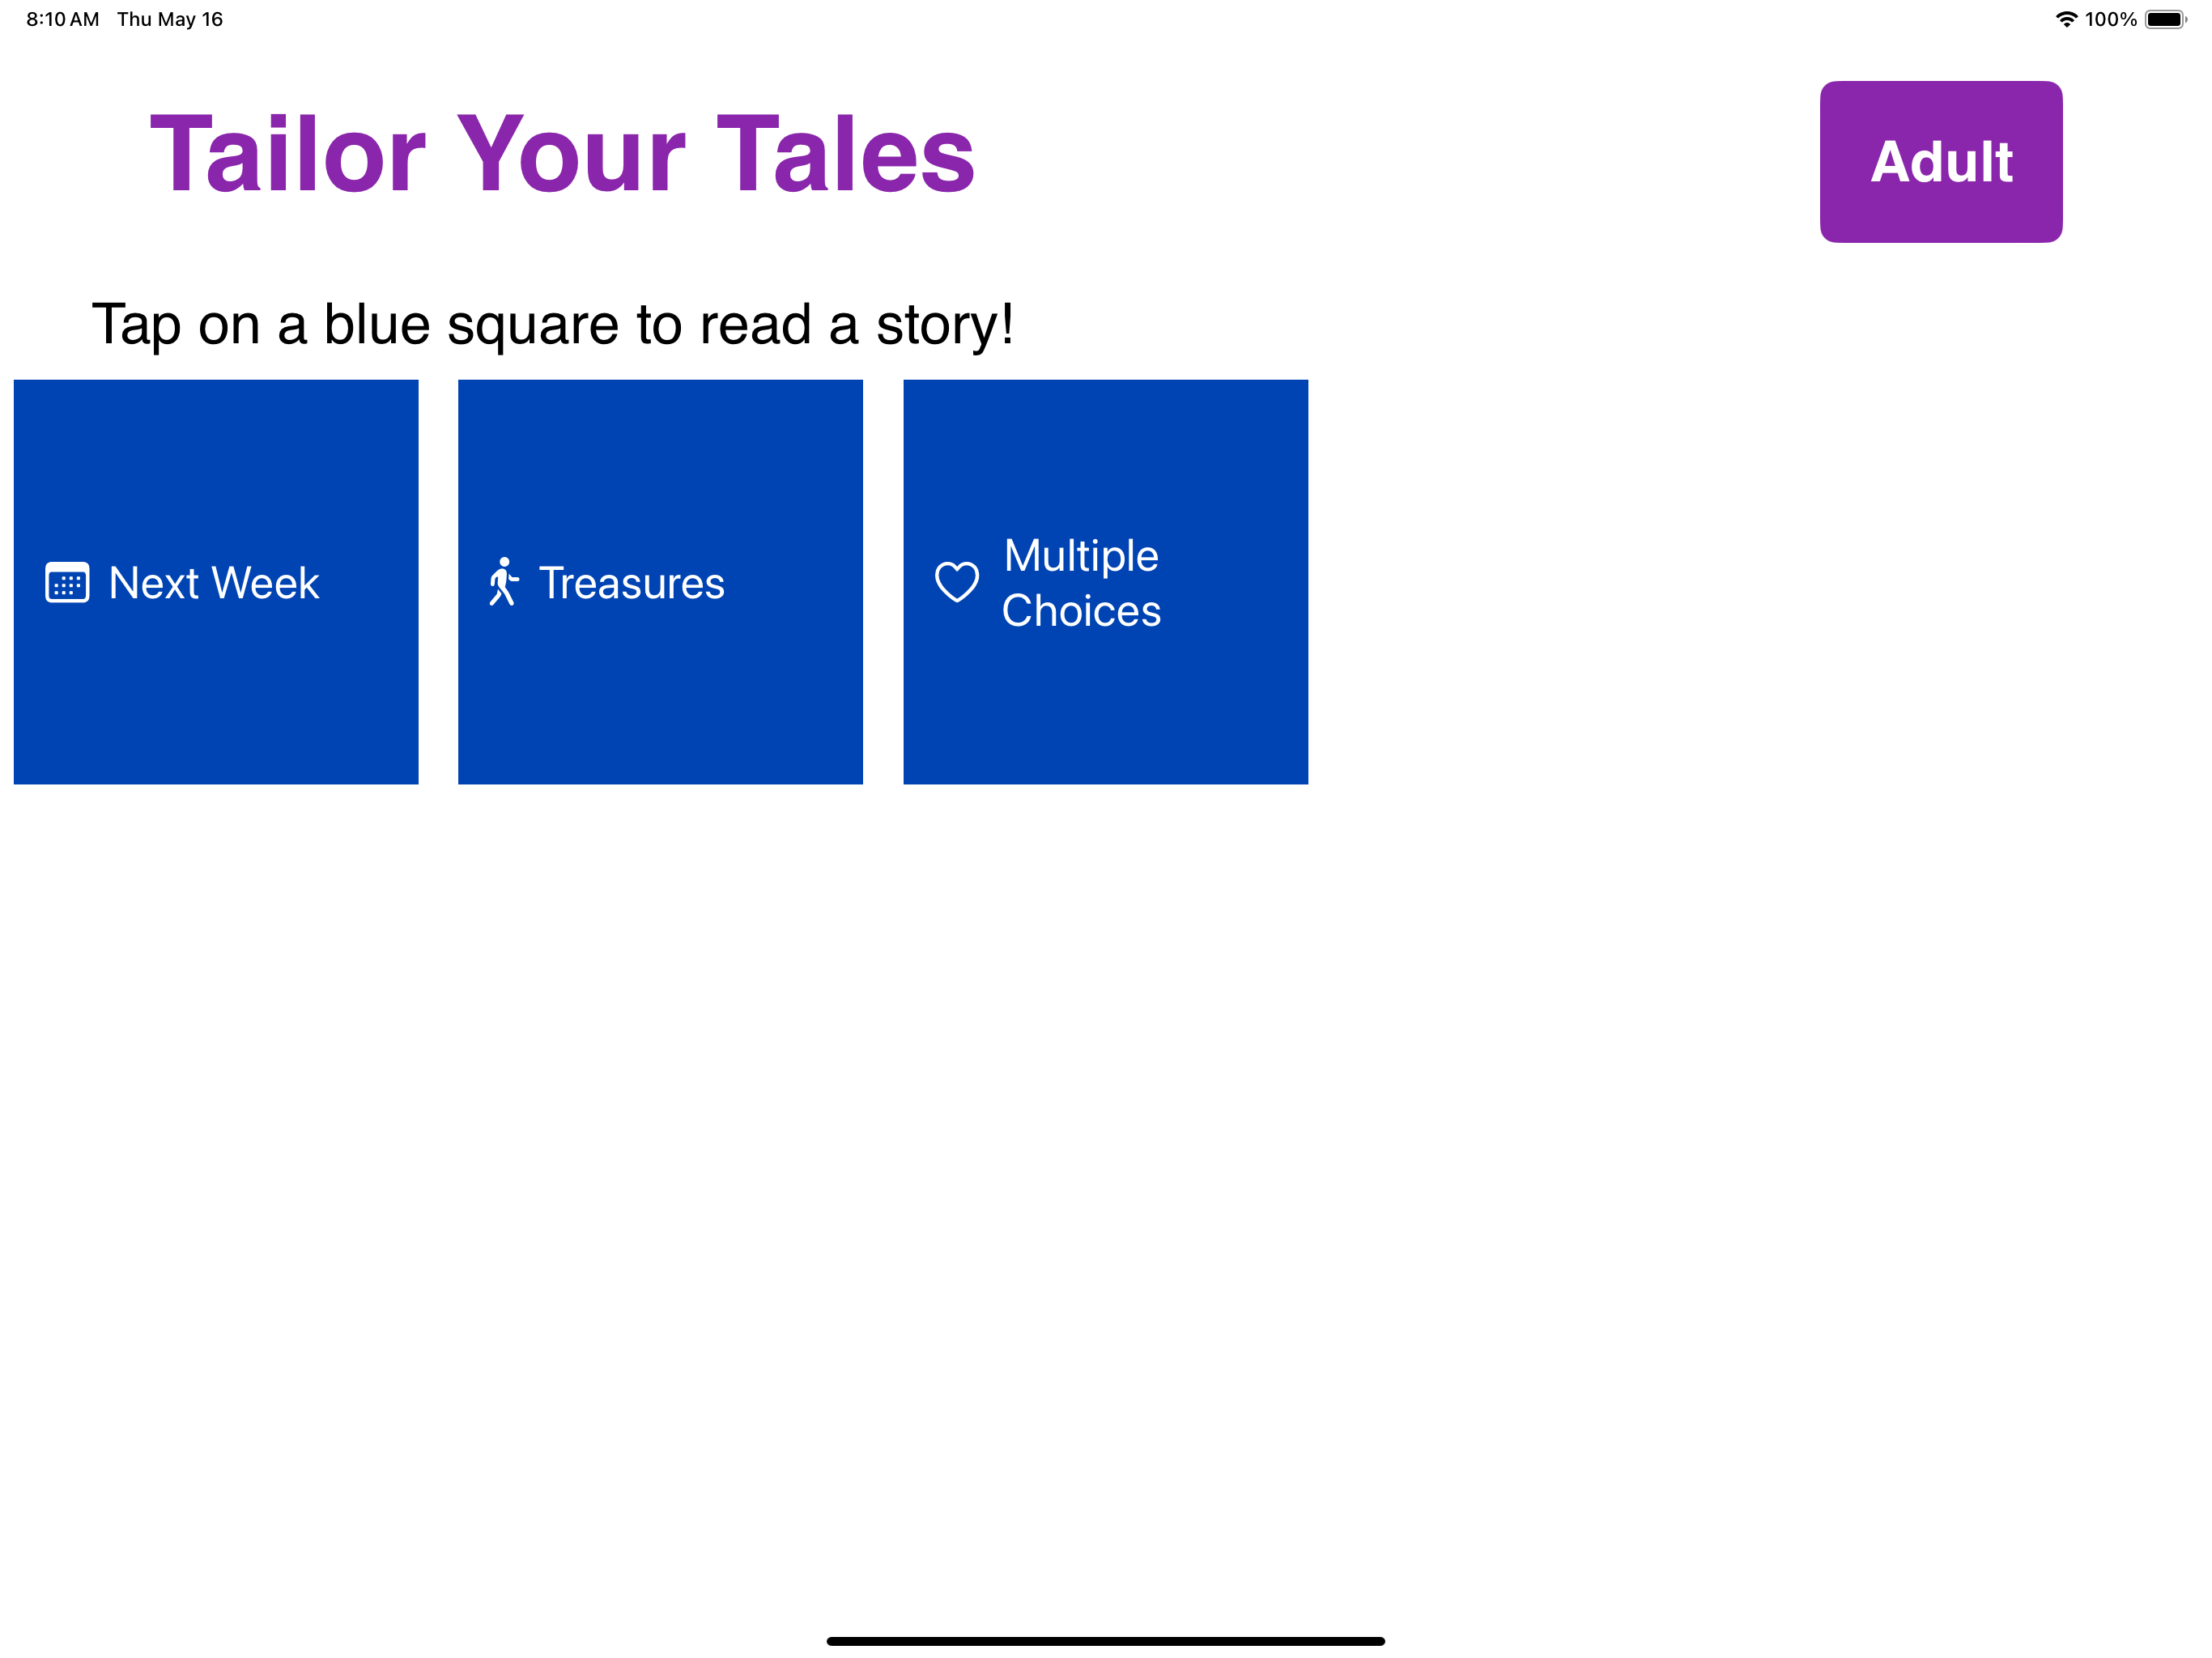 8:10 AM Thu May 16
100%
Tailor Your Tales
Adult
Tap on a blue square to read a story!
Next Week
Treasures
Multiple
Choices